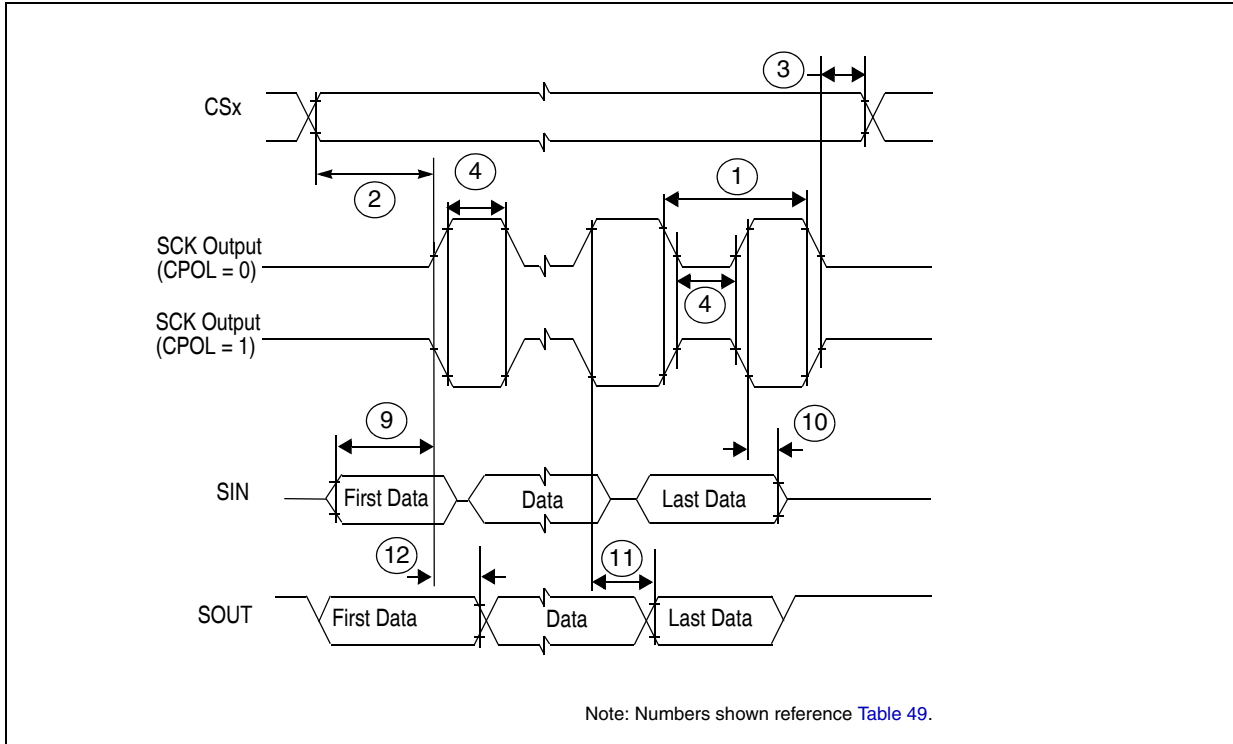 3
CSx
2
4
1
SCK Output
(CPOL = 0)
4
SCK Output
(CPOL = 1)
9
10
SIN
First Data
Data
Last Data
12
11
SOUT
First Data
Data
Last Data
Note: Numbers shown reference Table 49.